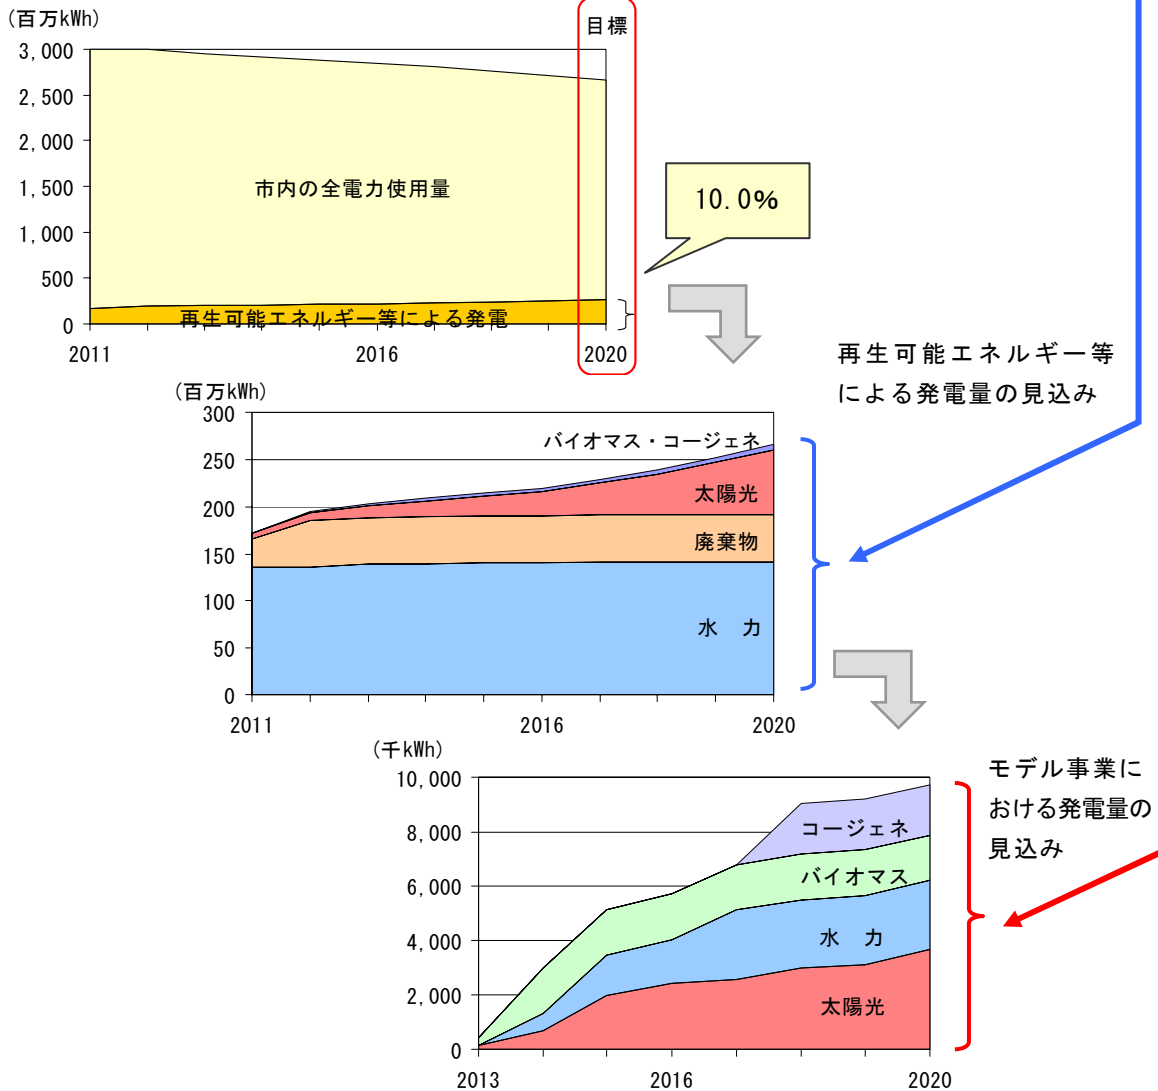 (百万kWh)
目標
3,000
2,500
2,000
1,500
1,000
500
0
市内の全電力使用量
10.0%
再生可能エネルギー等による発電
2011
2016
2020
再生可能エネルギー等
による発電量の見込み
(百万kWh)
300
250
200
150
100
50
0
バイオマス・コージェネ
太陽光
廃棄物
水　力
2011
2016
2020
(千kWh)
10,000
8,000
6,000
4,000
2,000
0
コージェネ
バイオマス
水　力
太陽光
2013
2016
2020
モデル事業に
おける発電量の
見込み